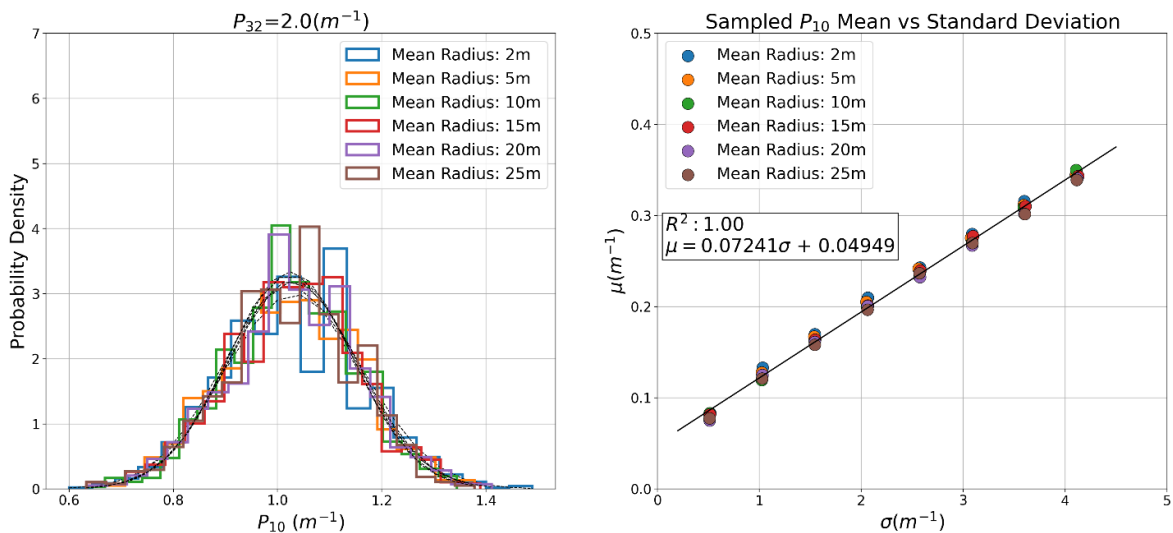 P₃₂=2.0(m⁻¹)
7
6
5
4
3
2
1
0
Probability Density
Mean Radius: 2m
Mean Radius: 5m
Mean Radius: 10m
Mean Radius: 15m
Mean Radius: 20m
Mean Radius: 25m
0.6
0.8
1.0
1.2
1.4
P₁₀ (m⁻¹)
Sampled P₁₀ Mean vs Standard Deviation
0.5
0.4
0.3
0.2
0.1
0.0
μ(m⁻¹)
Mean Radius: 2m
Mean Radius: 5m
Mean Radius: 10m
Mean Radius: 15m
Mean Radius: 20m
Mean Radius: 25m
R² : 1.00
μ = 0.07241σ + 0.04949
0
1
2
3
4
5
σ(m⁻¹)